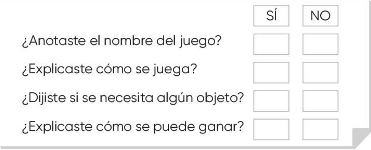 SÍ NO
¿Anotaste el nombre del juego?
¿Explicaste cómo se juega?
¿Dijiste si se necesita algún objeto?
¿Explicaste cómo se puede ganar?